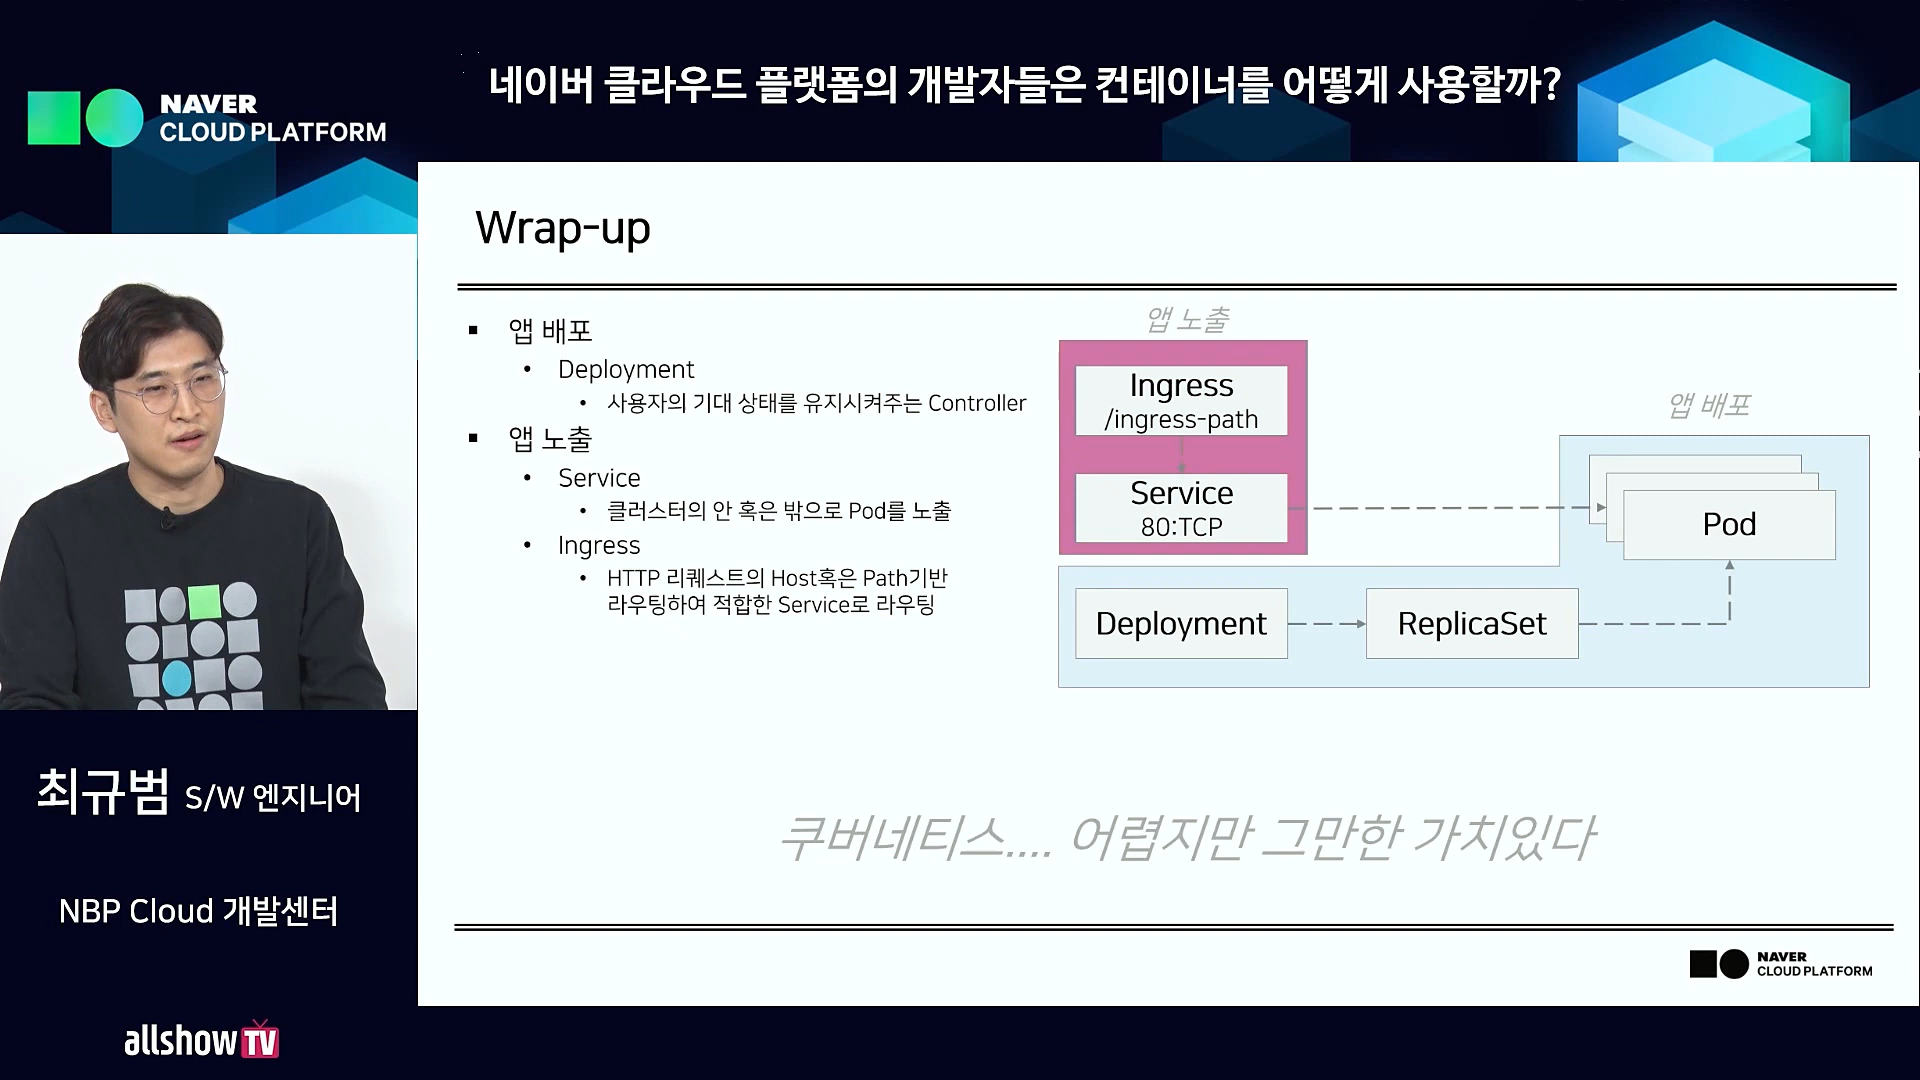 네이버 클라우드 플랫폼의 개발자들은 컨테이너를 어떻게 사용할까?
NAVER
CLOUD PLATFORM
Wrap-up
앱 배포
Deployment
사용자의 기대 상태를 유지시켜주는 Controller
앱 노출
Service
클러스터의 안 혹은 밖으로 Pod를 노출
Ingress
HTTP 리퀘스트의 Host혹은 Path기반
라우팅하여 적합한 Service로 라우팅
앱 노출
Ingress
/ingress-path
Service
80:TCP
앱 배포
Pod
Deployment
ReplicaSet
쿠버네티스.... 어렵지만 그만한 가치있다
NAVER
CLOUD PLATFORM
최규범 S/W 엔지니어
NBP Cloud 개발센터
allshow TV